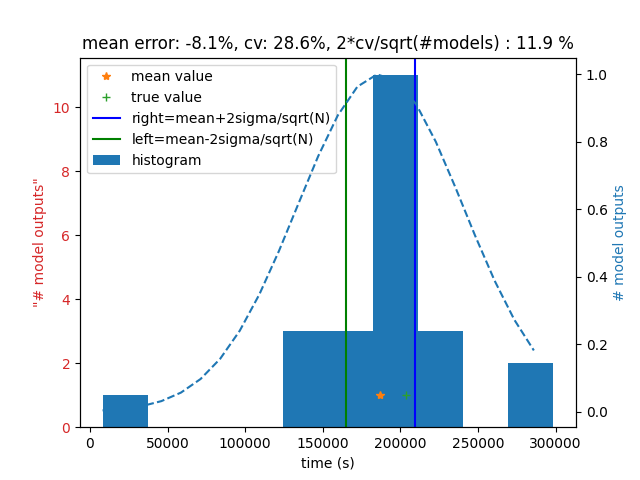 mean error: -8.1%, cv: 28.6%, 2*cv/sqrt(#models) : 11.9 %
mean value
true value
right=mean+2sigma/sqrt(N)
left=mean-2sigma/sqrt(N)
histogram
10
8
6
4
2
0
"# model outputs"
1.0
0.8
0.6
0.4
0.2
0.0
# model outputs
0
50000
100000
150000
200000
250000
300000
time (s)